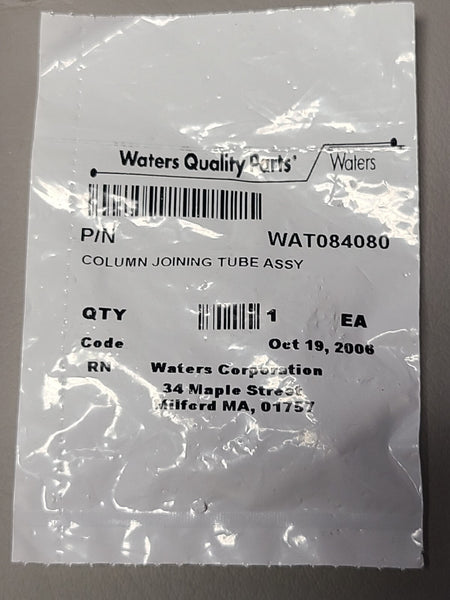 Waters Quality Parts® Waters
P/N WAT084080
COLUMN JOINING TUBE ASSY
QTY 1 EA
Code Oct 19, 2006
RN Waters Corporation
34 Maple Street
Milford MA, 01757